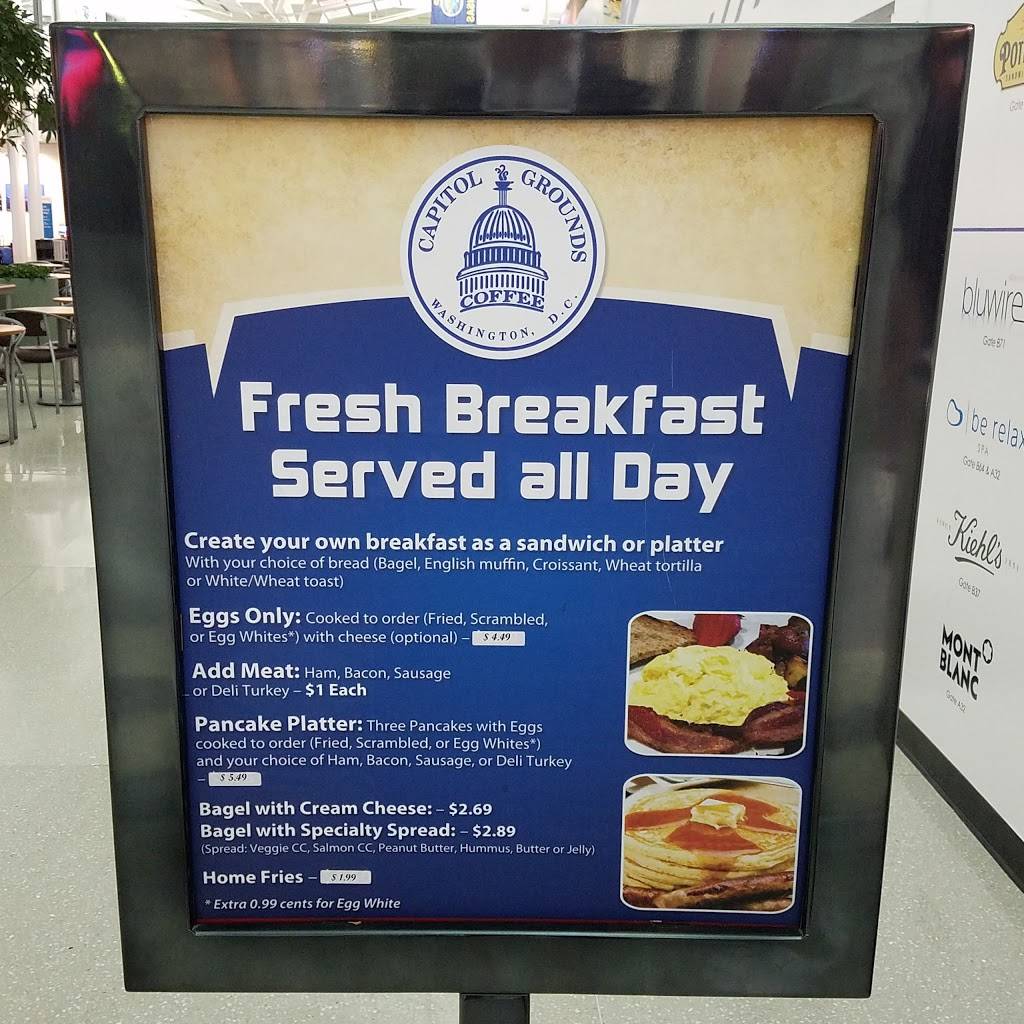 CAPITOL GROUNDS
COFFEE
WASHINGTON, D.C.
Fresh Breakfast
Served all Day
Create your own breakfast as a sandwich or platter
With your choice of bread (Bagel, English muffin, Croissant, Wheat tortilla
or White/Wheat toast)
Eggs Only: Cooked to order (Fried, Scrambled,
or Egg Whites*) with cheese (optional) – $ 4.49
Add Meat: Ham, Bacon, Sausage
or Deli Turkey – $1 Each
Pancake Platter: Three Pancakes with Eggs
cooked to order (Fried, Scrambled, or Egg Whites*)
and your choice of Ham, Bacon, Sausage, or Deli Turkey
– $ 5.49
Bagel with Cream Cheese: – $2.69
Bagel with Specialty Spread: – $2.89
(Spread: Veggie CC, Salmon CC, Peanut Butter, Hummus, Butter or Jelly)
Home Fries – $ 1.99
* Extra 0.99 cents for Egg White
bluwire
Gate B71
be relax
SPA
Gate B64 & A32
Kiehl's
Gate B37
MONT
BLANC